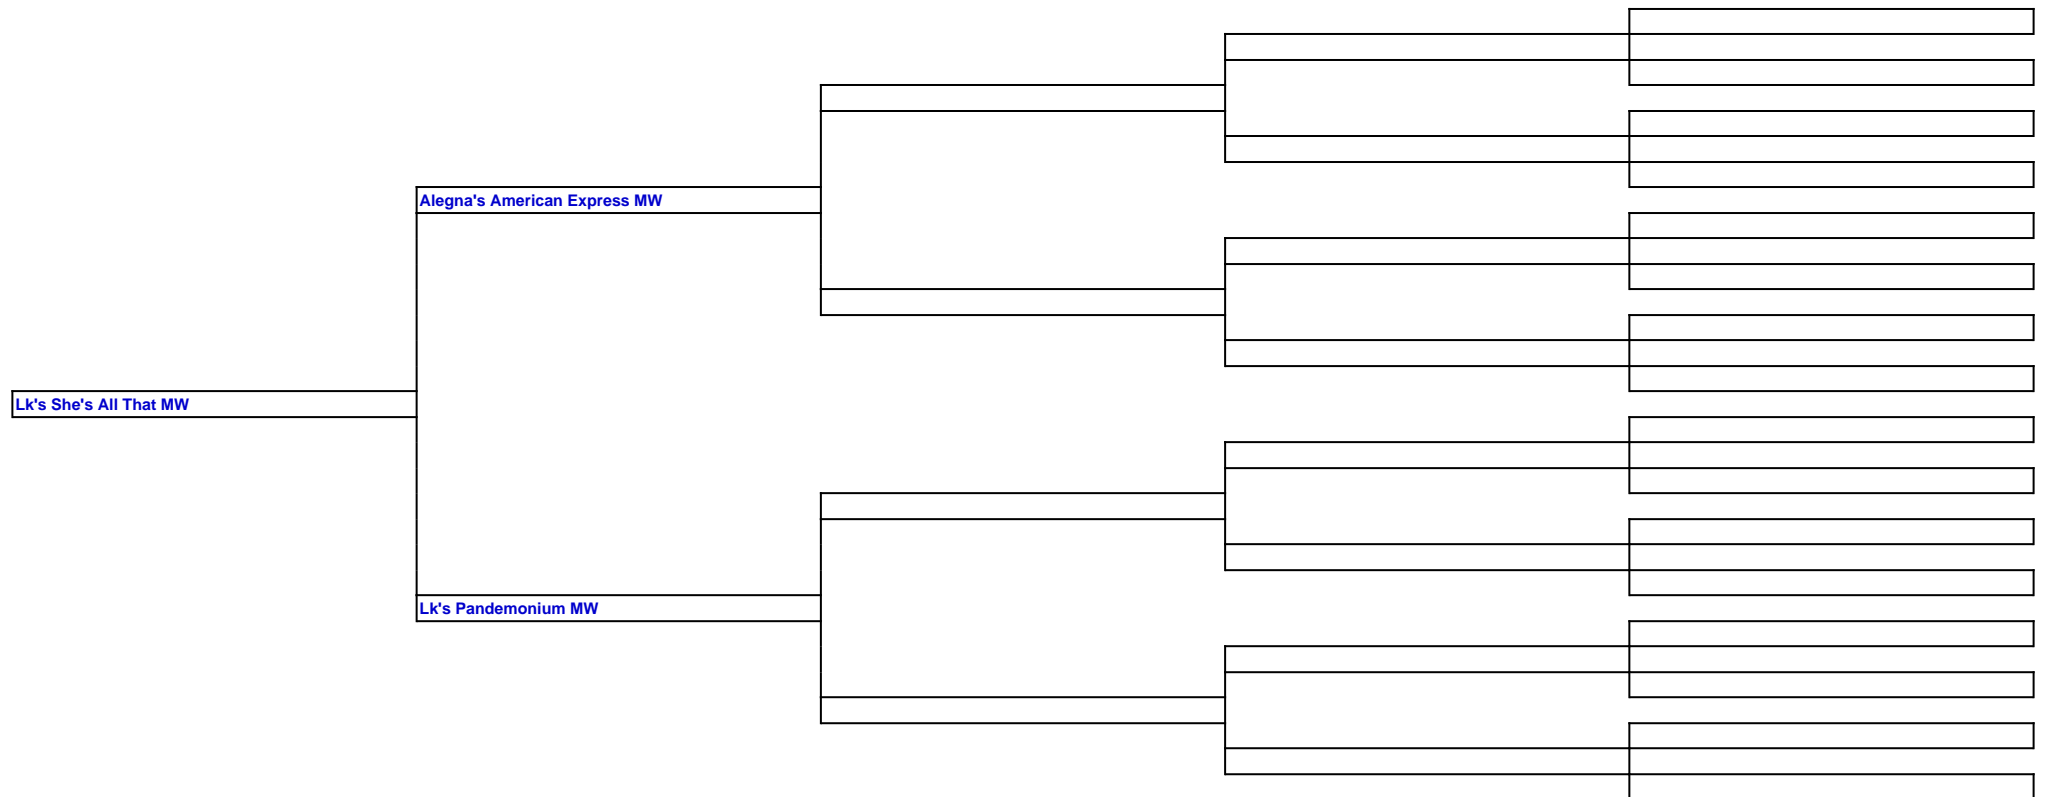 Alegna's American Express MW
Lk's She's All That MW
Lk's Pandemonium MW